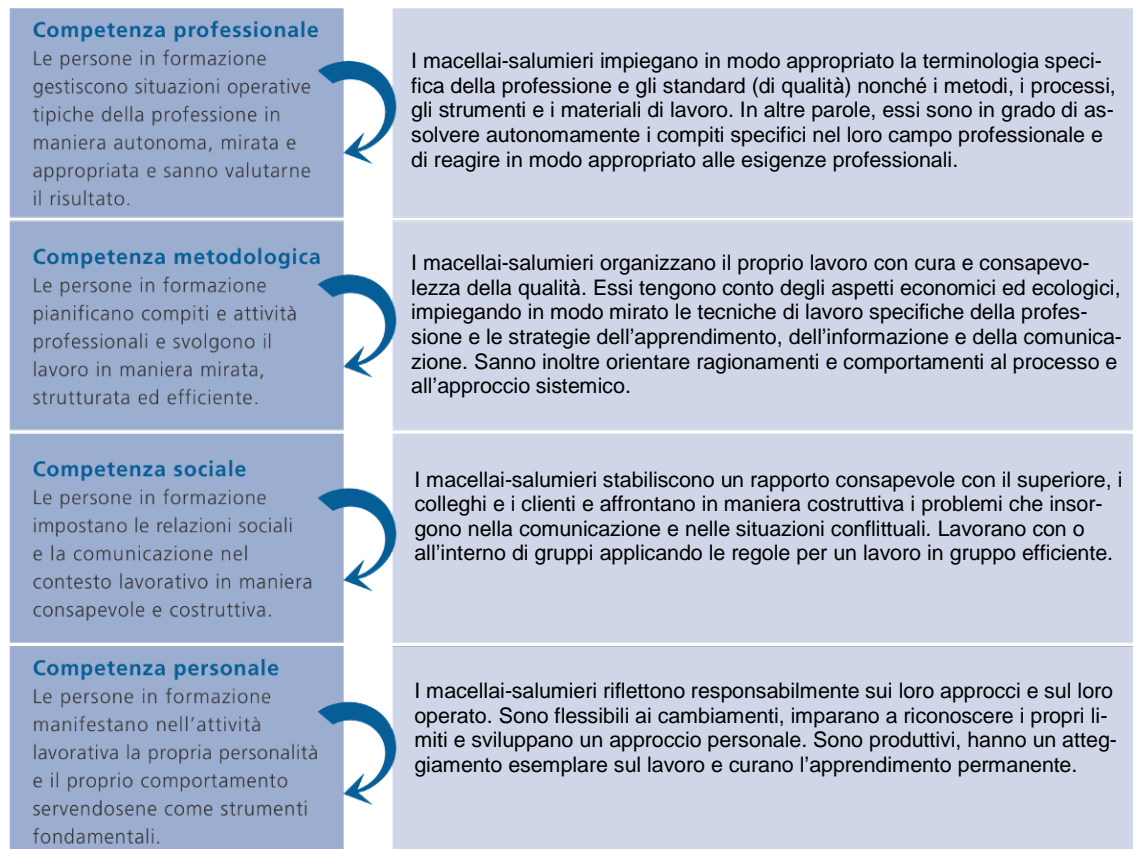 Competenza professionale
Le persone in formazione
gestiscono situazioni operative
tipiche della professione in
maniera autonoma, mirata e
appropriata e sanno valutarne
il risultato.
I macellai-salumieri impiegano in modo appropriato la terminologia speci-
fica della professione e gli standard (di qualità) nonché i metodi, i processi,
gli strumenti e i materiali di lavoro. In altre parole, essi sono in grado di as-
solvere autonomamente i compiti specifici nel loro campo professionale e
di reagire in modo appropriato alle esigenze professionali.
Competenza metodologica
Le persone in formazione
pianificano compiti e attività
professionali e svolgono il
lavoro in maniera mirata,
strutturata ed efficiente.
I macellai-salumieri organizzano il proprio lavoro con cura e consapevo-
lezza della qualità. Essi tengono conto degli aspetti economici ed ecologici,
impiegando in modo mirato le tecniche di lavoro specifiche della profes-
sione e le strategie dell'apprendimento, dell'informazione e della comunica-
zione. Sanno inoltre orientare ragionamenti e comportamenti al processo e
all'approccio sistemico.
Competenza sociale
Le persone in formazione
impostano le relazioni sociali
e la comunicazione nel
contesto lavorativo in maniera
consapevole e costruttiva.
I macellai-salumieri stabiliscono un rapporto consapevole con il superiore, i
colleghi e i clienti e affrontano in maniera costruttiva i problemi che insor-
gono nella comunicazione e nelle situazioni conflittuali. Lavorano con o
all'interno di gruppi applicando le regole per un lavoro in gruppo efficiente.
Competenza personale
Le persone in formazione
manifestano nell'attività
lavorativa la propria personalità
e il proprio comportamento
servendosene come strumenti
fondamentali.
I macellai-salumieri riflettono responsabilmente sui loro approcci e sul loro
operato. Sono flessibili ai cambiamenti, imparano a riconoscere i propri li-
miti e sviluppano un approccio personale. Sono produttivi, hanno un atteg-
giamento esemplare sul lavoro e curano l'apprendimento permanente.